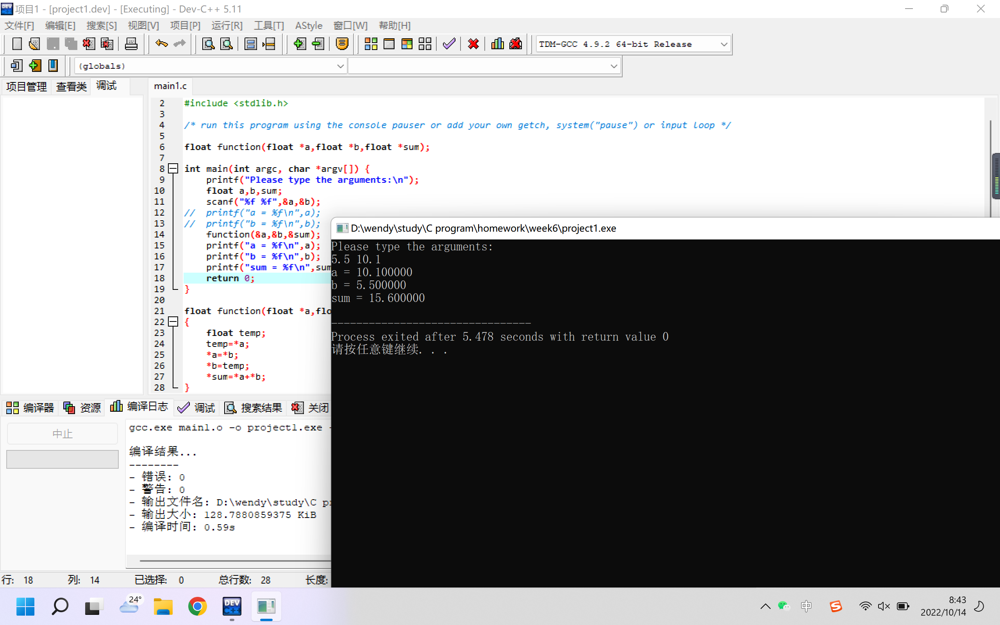 项目1 - [project1.dev] - [Executing] - Dev-C++ 5.11
文件[F] 编辑[E] 搜索[S] 视图[V] 项目[P] 运行[R] 工具[T] AStyle 窗口[W] 帮助[H]
TDM-GCC 4.9.2 64-bit Release
(globals)
项目管理 查看类 调试
main1.c
2 #include <stdlib.h>
3
4 /* run this program using the console pauser or add your own getch, system("pause") or input loop */
5
6 float function(float *a,float *b,float *sum);
7
8 int main(int argc, char *argv[]) {
9 printf("Please type the arguments:\n");
10 float a,b,sum;
11 scanf("%f %f",&a,&b);
12 // printf("a = %f\n",a);
13 // printf("b = %f\n",b);
14 function(&a,&b,&sum);
15 printf("a = %f\n",a);
16 printf("b = %f\n",b);
17 printf("sum = %f\n",sum
18 return 0;
19 }
20
21 float function(float *a,flo
22 {
23 float temp;
24 temp=*a;
25 *a=*b;
26 *b=temp;
27 *sum=*a+*b;
28 }
D:\wendy\study\C program\homework\week6\project1.exe
Please type the arguments:
5.5 10.1
a = 10.100000
b = 5.500000
sum = 15.600000
--------------------------------
Process exited after 5.478 seconds with return value 0
请按任意键继续. . .
编译器 资源 编译日志 调试 搜索结果 关闭
中止
gcc.exe main1.o -o project1.exe -
编译结果...
--------
- 错误: 0
- 警告: 0
- 输出文件名: D:\wendy\study\C pr
- 输出大小: 128.7880859375 KiB
- 编译时间: 0.59s
行: 18 列: 14 已选择: 0 总行数: 28 长度:
24°
DEV C++
中
8:43
2022/10/14